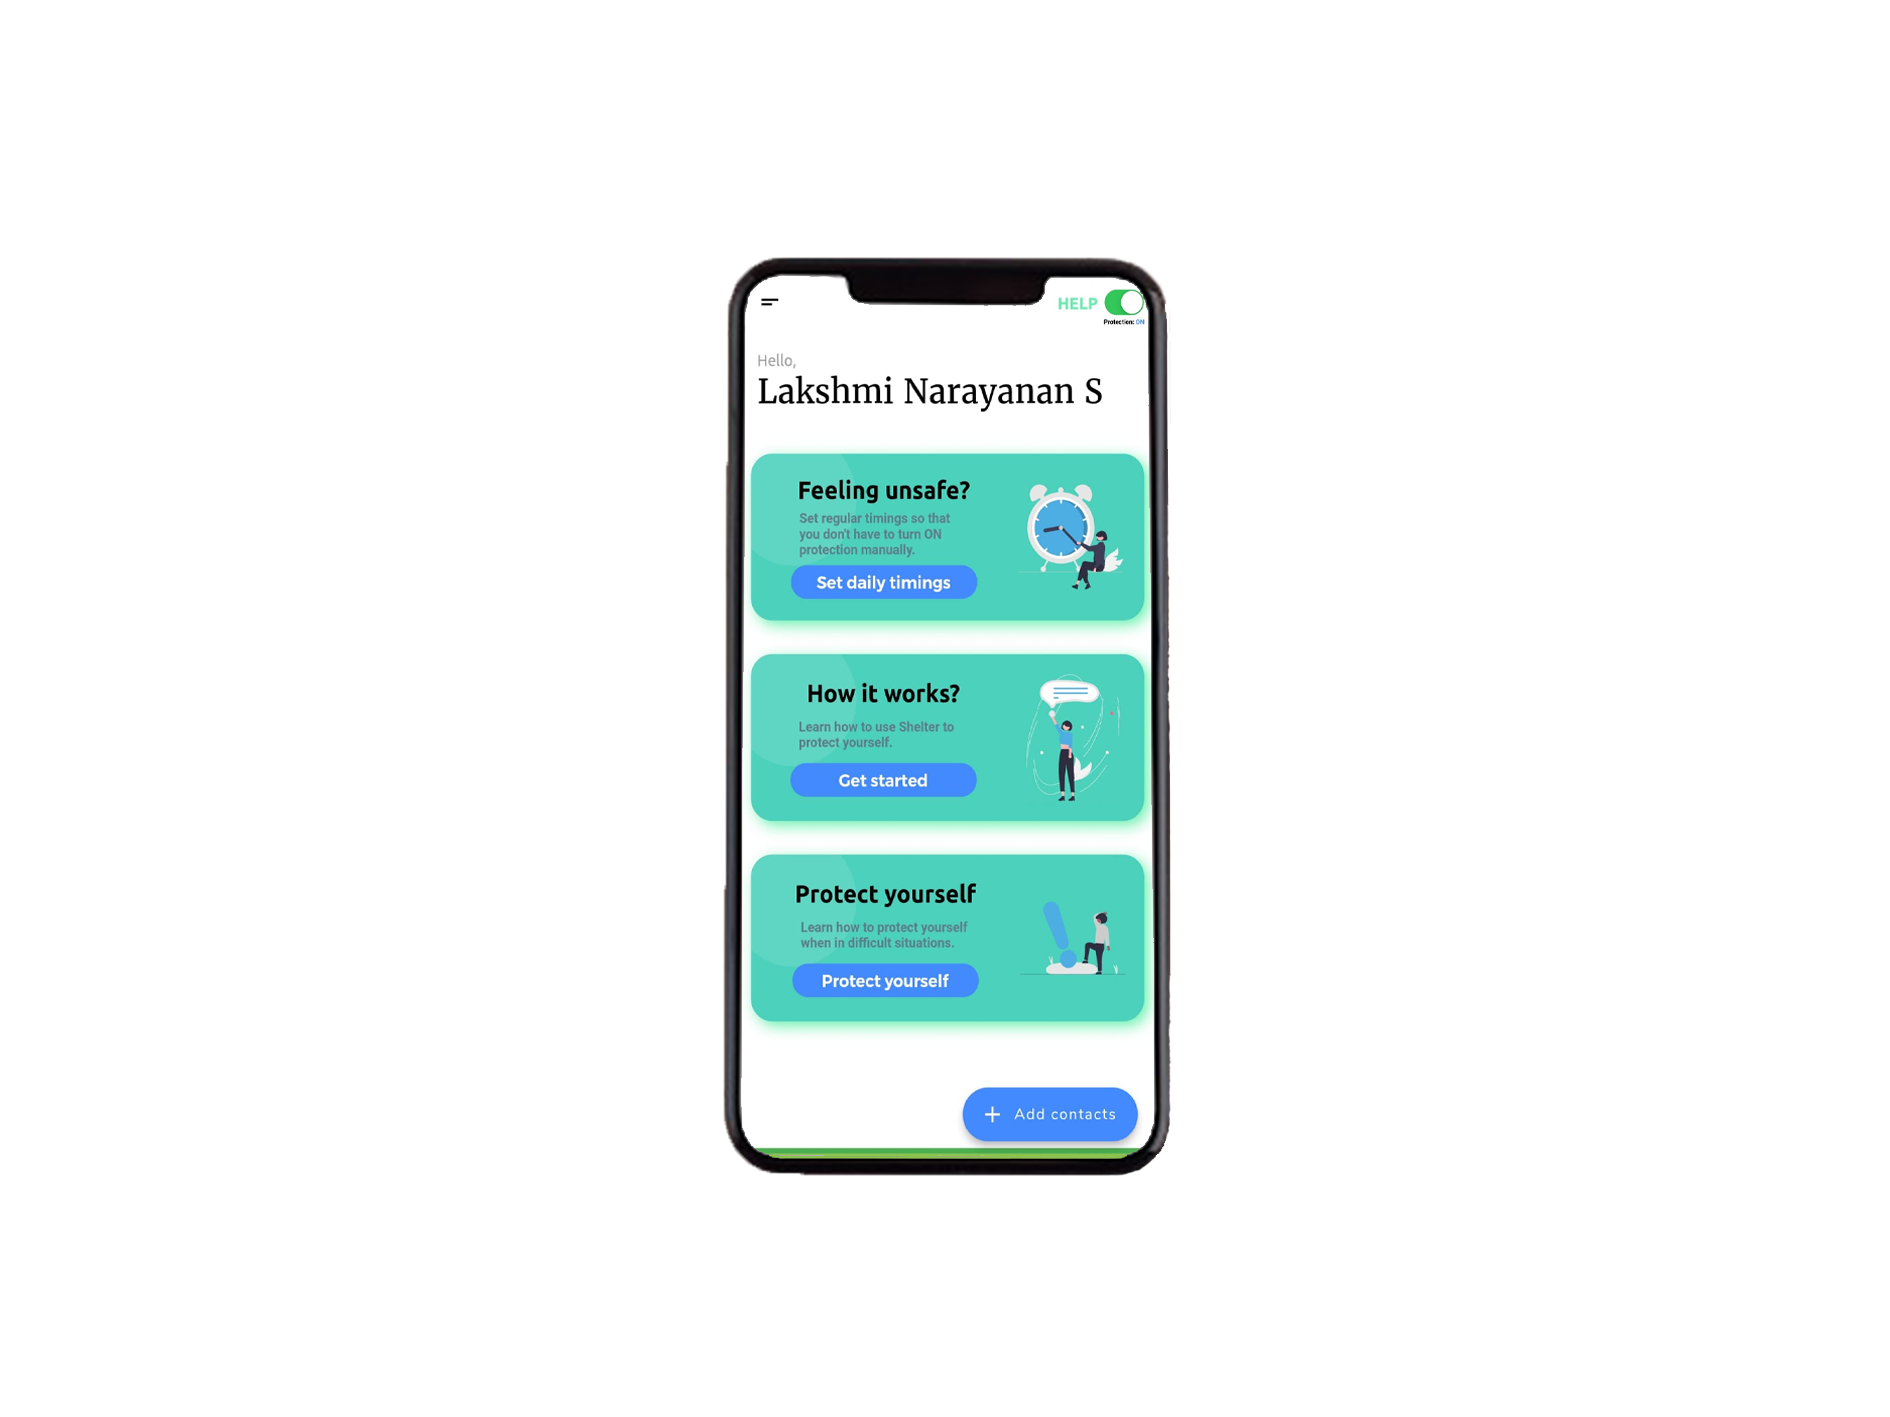 HELP
Protection: ON
Hello,
Lakshmi Narayanan S
Feeling unsafe?
Set regular timings so that
you don't have to turn ON
protection manually.
Set daily timings
How it works?
Learn how to use Shelter to
protect yourself.
Get started
Protect yourself
Learn how to protect yourself
when in difficult situations.
Protect yourself
+ Add contacts